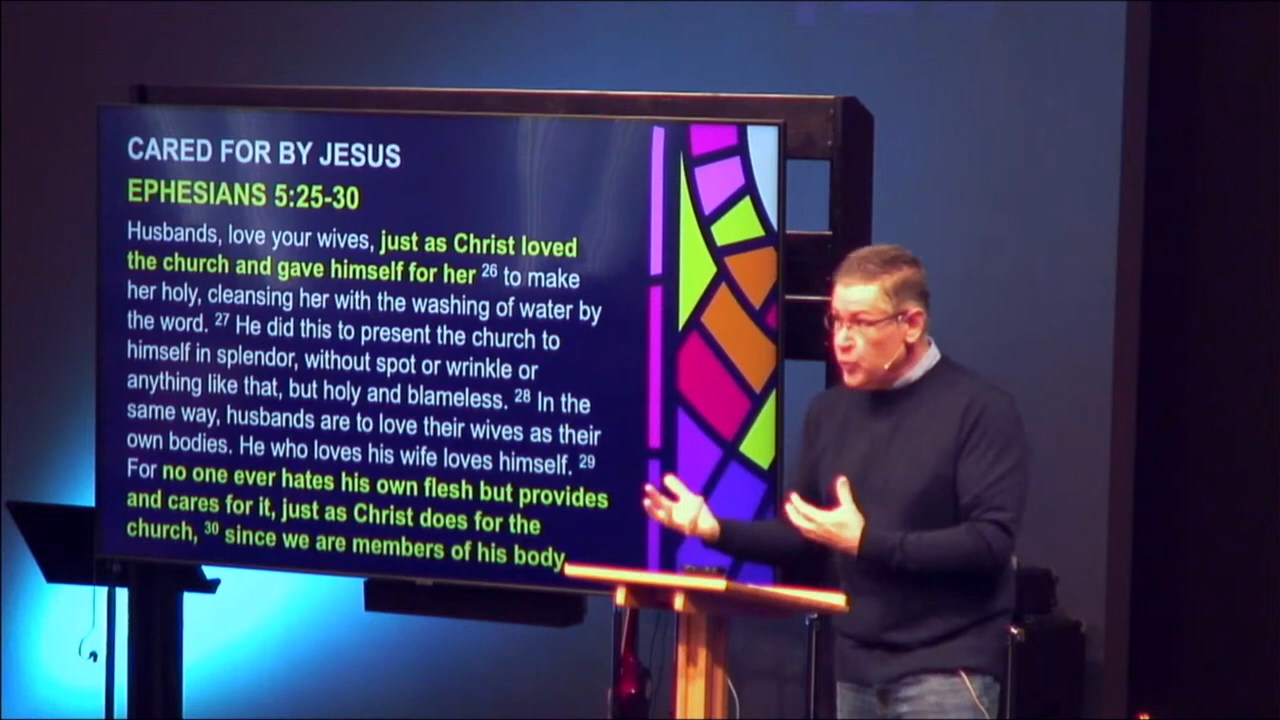 CARED FOR BY JESUS
EPHESIANS 5:25-30
Husbands, love your wives, just as Christ loved
the church and gave himself for her 26 to make
her holy, cleansing her with the washing of water by
the word. 27 He did this to present the church to
himself in splendor, without spot or wrinkle or
anything like that, but holy and blameless. 28 In the
same way, husbands are to love their wives as their
own bodies. He who loves his wife loves himself. 29
For no one ever hates his own flesh but provides
and cares for it, just as Christ does for the
church, 30 since we are members of his body.